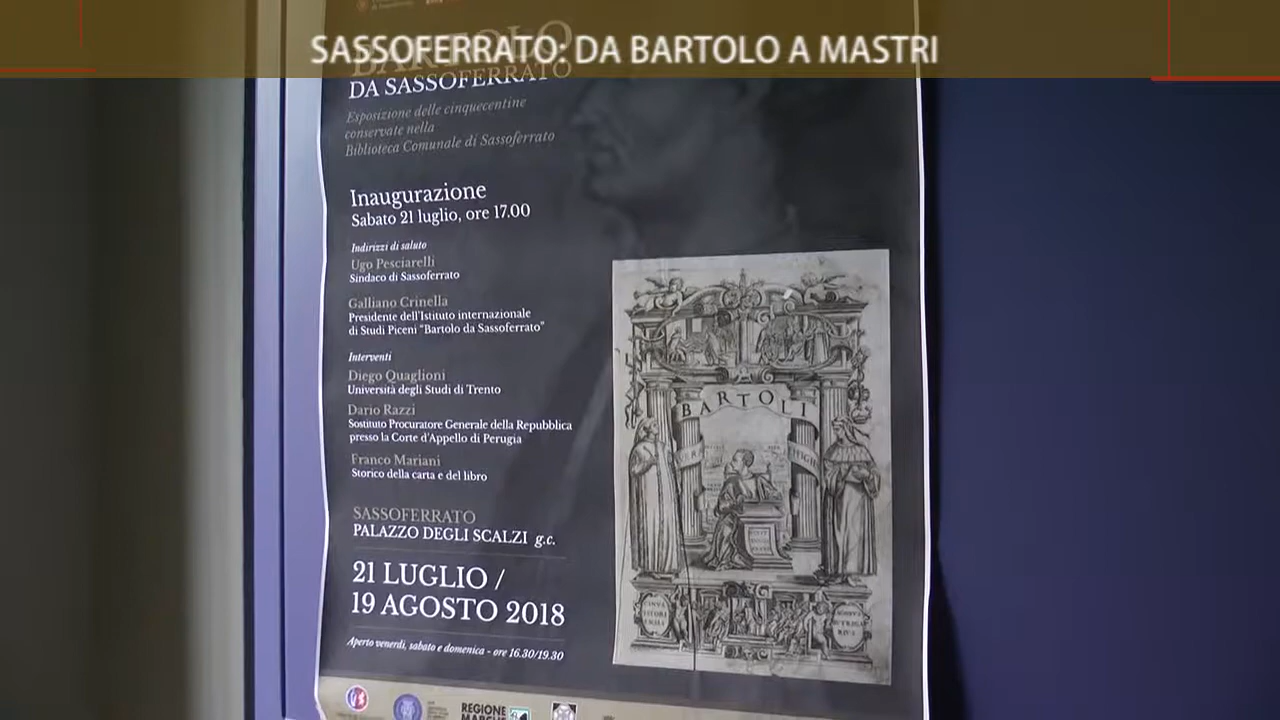 SASSOFERRATO: DA BARTOLO A MASTRI
BARTOLO
DA SASSOFERRATO
Esposizione delle cinquecentine
conservate nella
Biblioteca Comunale di Sassoferrato
Inaugurazione
Sabato 21 luglio, ore 17.00
Indirizzi di saluto
Ugo Pesciarelli
Sindaco di Sassoferrato
Galliano Crinella
Presidente dell'Istituto internazionale
di Studi Piceni "Bartolo da Sassoferrato"
Interventi
Diego Quaglioni
Università degli Studi di Trento
Dario Razzi
Sostituto Procuratore Generale della Repubblica
presso la Corte d'Appello di Perugia
Franco Mariani
Storico della carta e del libro
SASSOFERRATO
PALAZZO DEGLI SCALZI g.c.
21 LUGLIO /
19 AGOSTO 2018
Aperto venerdì, sabato e domenica - ore 16.30/19.30
BARTOLI
REGIONE
MARCHE